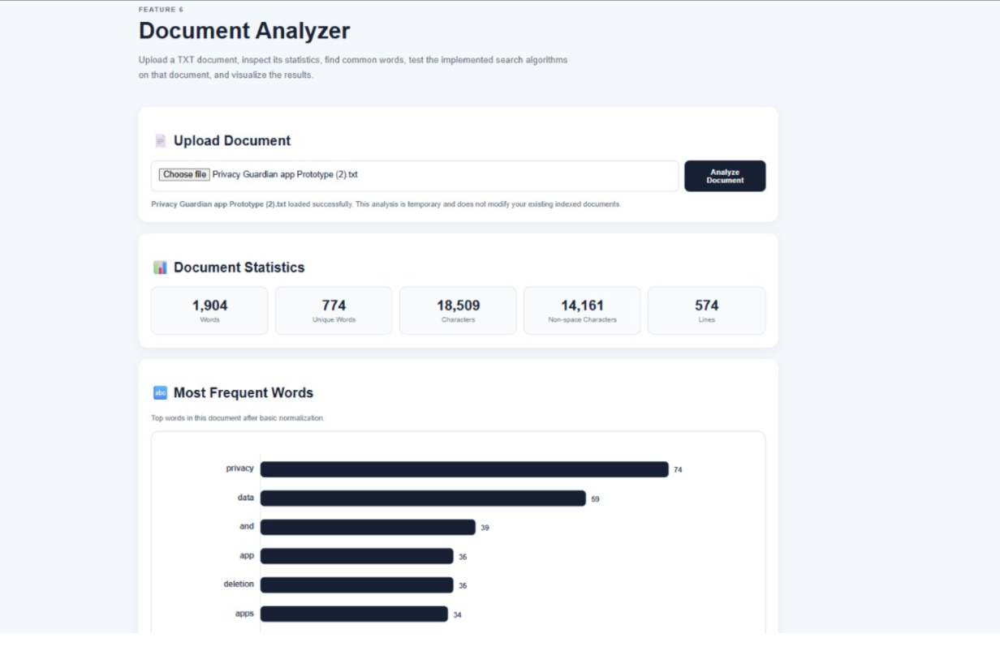 FEATURE 6
Document Analyzer
Upload a TXT document, inspect its statistics, find common words, test the implemented search algorithms
on that document, and visualize the results.
Upload Document
Choose file Privacy Guardian app Prototype (2).txt
Analyze
Document
Privacy Guardian app Prototype (2).txt loaded successfully. This analysis is temporary and does not modify your existing indexed documents.
Document Statistics
1,904
Words
774
Unique Words
18,509
Characters
14,161
Non-space Characters
574
Lines
abc
Most Frequent Words
Top words in this document after basic normalization.
privacy 74
data 59
and 39
app 35
deletion 35
apps 34